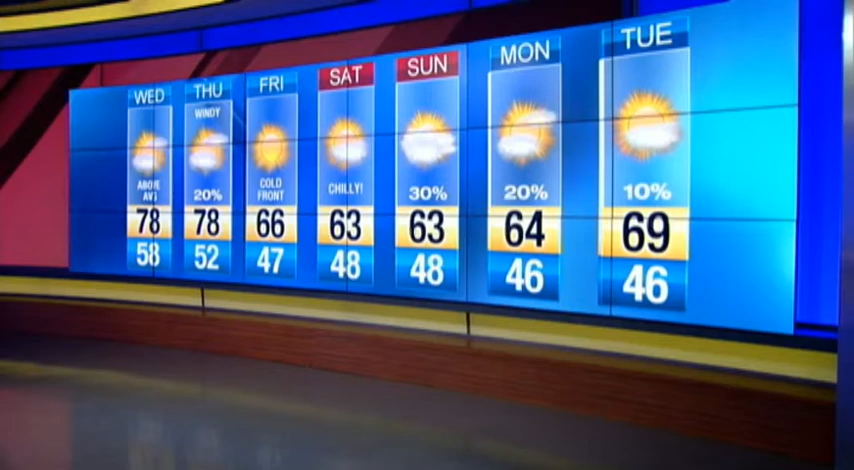 WED
ABOVE
AVG
78
58
THU
WINDY
20%
78
52
FRI
COLD
FRONT
66
47
SAT
CHILLY!
63
48
SUN
30%
63
48
MON
20%
64
46
TUE
10%
69
46